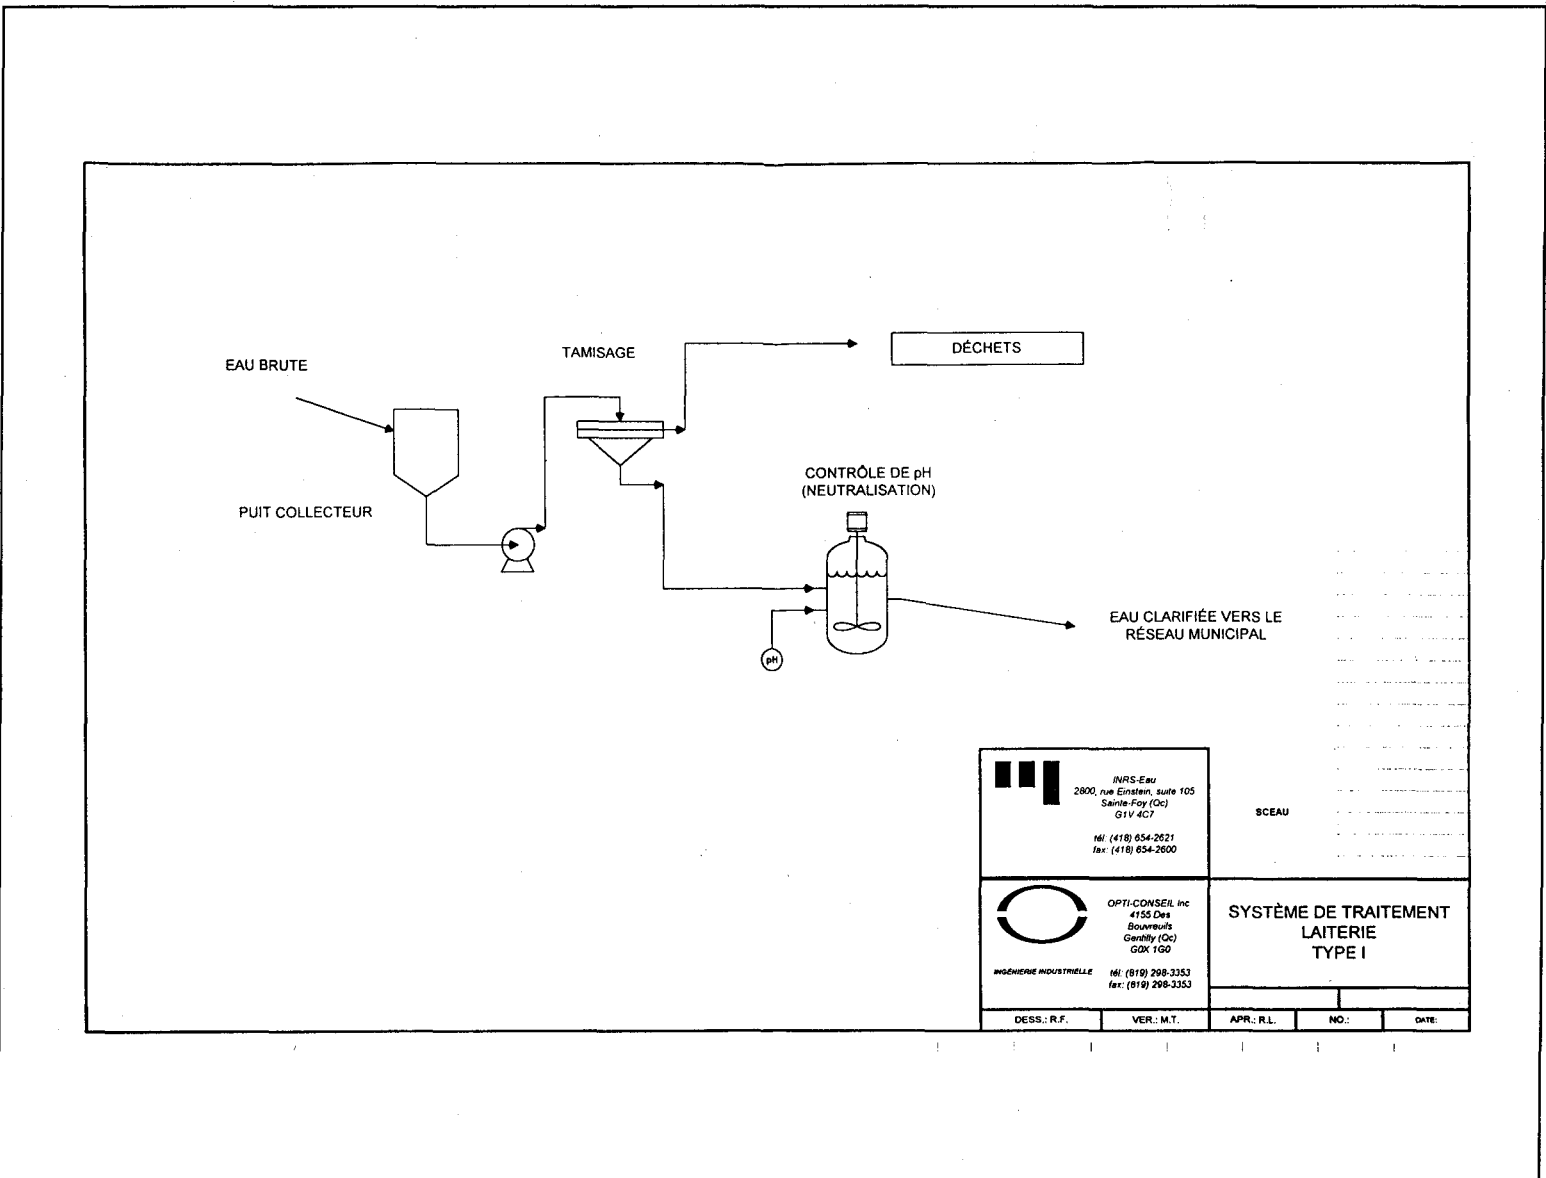 EAU BRUTE
TAMISAGE
DÉCHETS
PUIT COLLECTEUR
CONTRÔLE DE pH
(NEUTRALISATION)
pH
EAU CLARIFIÉE VERS LE
RÉSEAU MUNICIPAL
INRS-Eau
2800, rue Einstein, suite 105
Sainte-Foy (Qc)
G1V 4C7
tél: (418) 654-2621
fax: (418) 654-2600
SCEAU
OPTI-CONSEIL Inc
4155 Des
Bouvreuils
Gentilly (Qc)
G0X 1G0
INGÉNIERIE INDUSTRIELLE
tél: (819) 298-3353
fax: (819) 298-3353
SYSTÈME DE TRAITEMENT
LAITERIE
TYPE I
DESS.: R.F.
VER.: M.T.
APR.: R.L.
NO.:
DATE: